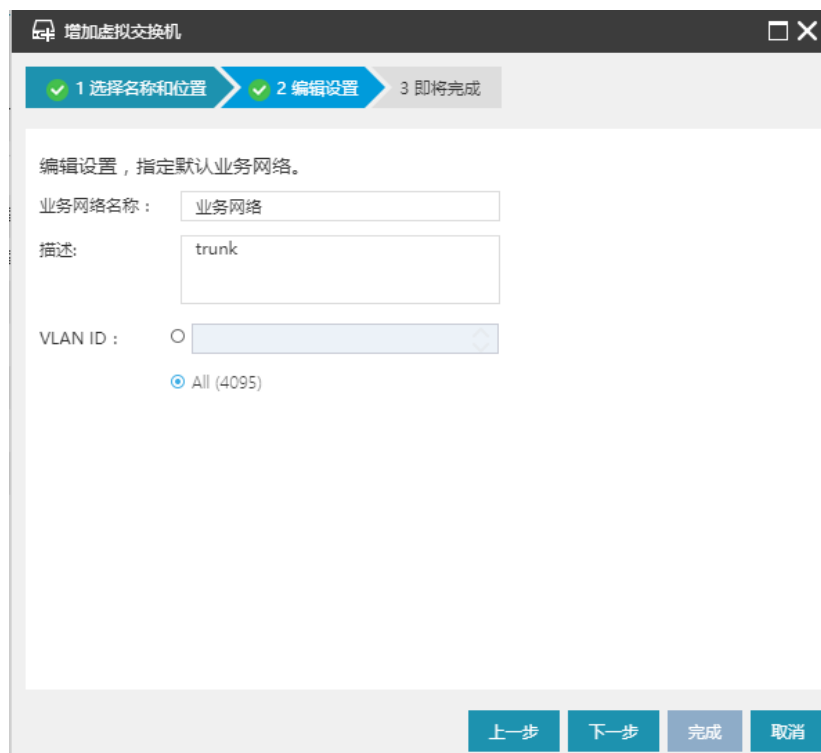 增加虚拟交换机
1 选择名称和位置 2 编辑设置 3 即将完成
编辑设置，指定默认业务网络。
业务网络名称： 业务网络
描述: trunk
VLAN ID：
All (4095)
上一步 下一步 完成 取消